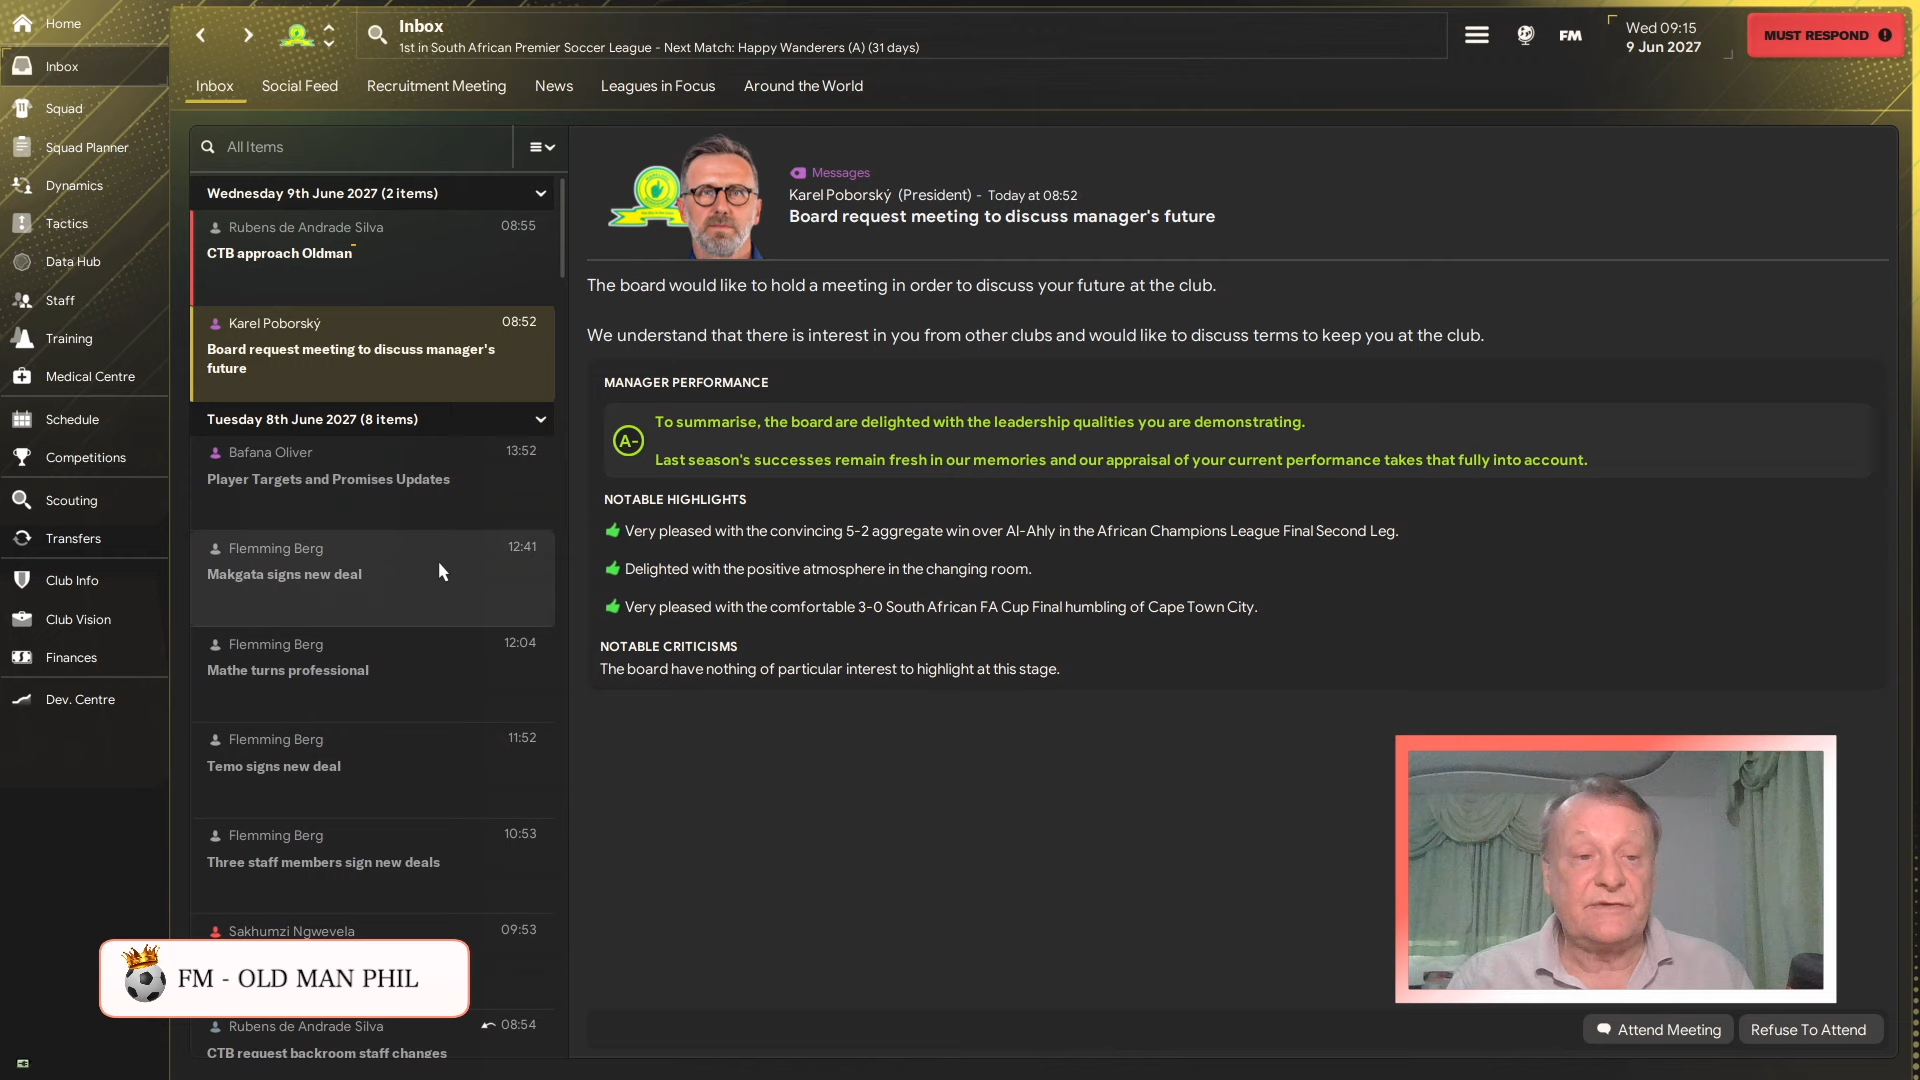 Home
Inbox
Squad
Squad Planner
Dynamics
Tactics
Data Hub
Staff
Training
Medical Centre
Schedule
Competitions
Scouting
Transfers
Club Info
Club Vision
Finances
Dev. Centre
Inbox
1st in South African Premier Soccer League - Next Match: Happy Wanderers (A) (31 days)
FM
Wed 09:15
9 Jun 2027
MUST RESPOND
Inbox Social Feed Recruitment Meeting News Leagues in Focus Around the World
All Items
Wednesday 9th June 2027 (2 items)
Rubens de Andrade Silva 08:55
CTB approach Oldman
Karel Poborský 08:52
Board request meeting to discuss manager's
future
Tuesday 8th June 2027 (8 items)
Bafana Oliver 13:52
Player Targets and Promises Updates
Flemming Berg 12:41
Makgata signs new deal
Flemming Berg 12:04
Mathe turns professional
Flemming Berg 11:52
Temo signs new deal
Flemming Berg 10:53
Three staff members sign new deals
Sakhumzi Ngwevela 09:53
FM - OLD MAN PHIL
Rubens de Andrade Silva 08:54
CTB request backroom staff changes
Messages
Karel Poborský (President) - Today at 08:52
Board request meeting to discuss manager's future
The board would like to hold a meeting in order to discuss your future at the club.
We understand that there is interest in you from other clubs and would like to discuss terms to keep you at the club.
MANAGER PERFORMANCE
A-
To summarise, the board are delighted with the leadership qualities you are demonstrating.
Last season's successes remain fresh in our memories and our appraisal of your current performance takes that fully into account.
NOTABLE HIGHLIGHTS
Very pleased with the convincing 5-2 aggregate win over Al-Ahly in the African Champions League Final Second Leg.
Delighted with the positive atmosphere in the changing room.
Very pleased with the comfortable 3-0 South African FA Cup Final humbling of Cape Town City.
NOTABLE CRITICISMS
The board have nothing of particular interest to highlight at this stage.
Attend Meeting
Refuse To Attend